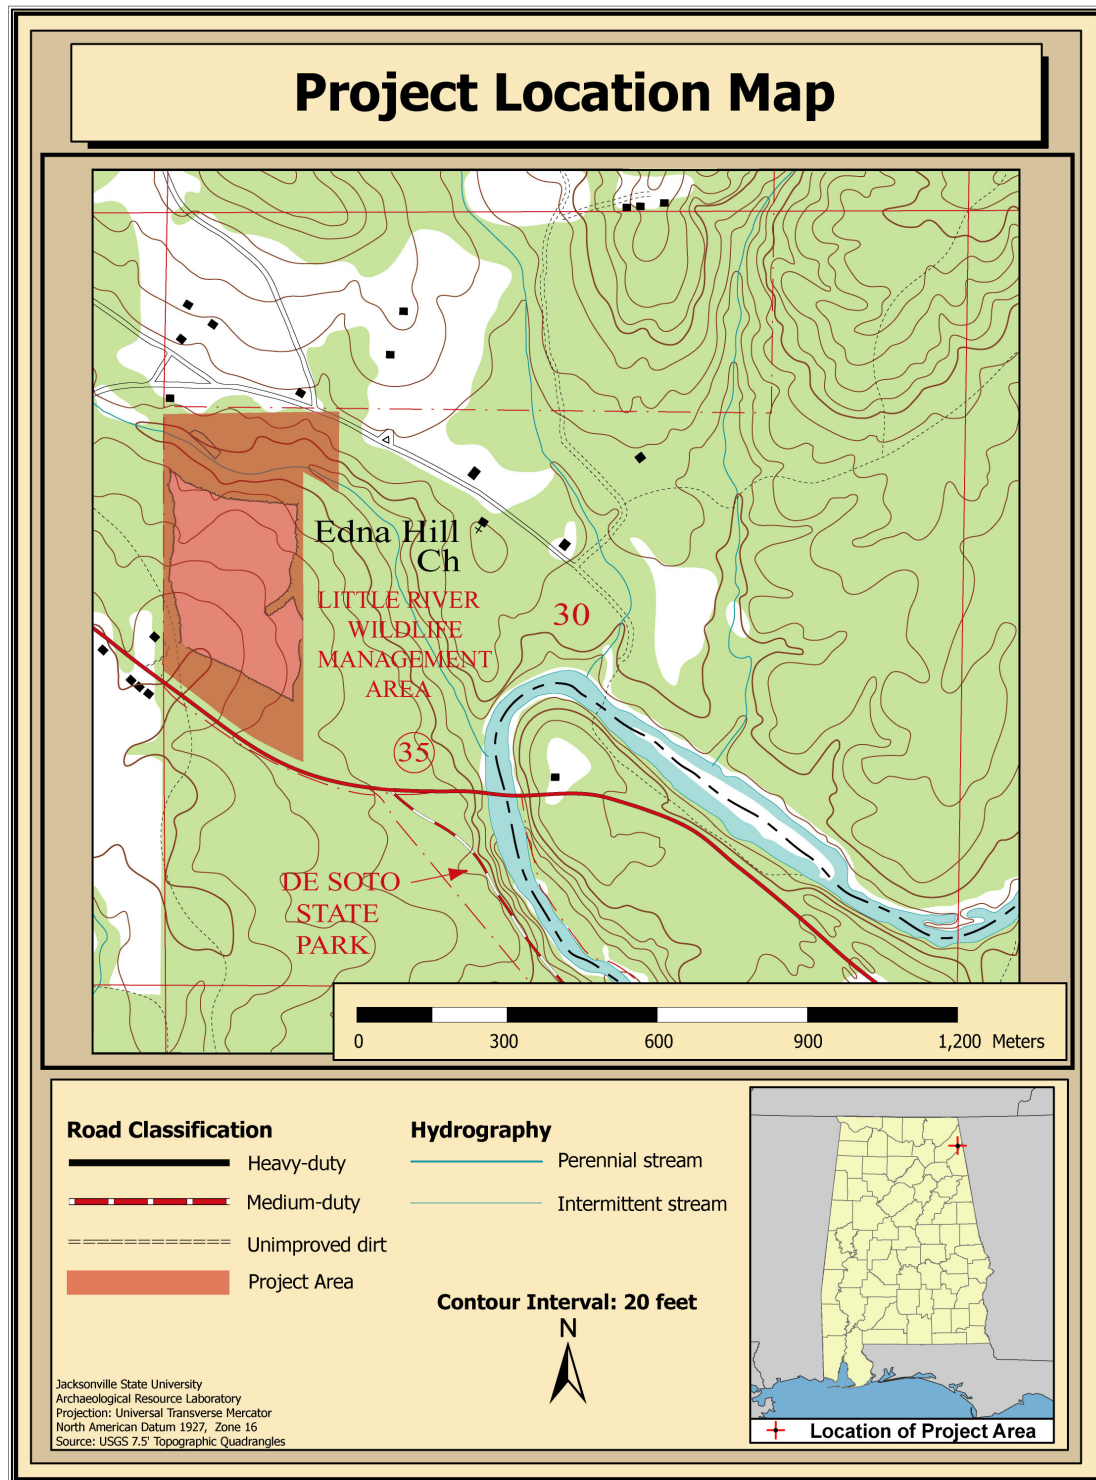 Project Location Map
Edna Hill
Ch
LITTLE RIVER
WILDLIFE
MANAGEMENT
AREA
30
35
DE SOTO
STATE
PARK
0 300 600 900 1,200 Meters
Road Classification
Heavy-duty
Medium-duty
Unimproved dirt
Project Area
Hydrography
Perennial stream
Intermittent stream
Contour Interval: 20 feet
N
Jacksonville State University
Archaeological Resource Laboratory
Projection: Universal Transverse Mercator
North American Datum 1927, Zone 16
Source: USGS 7.5' Topographic Quadrangles
Location of Project Area